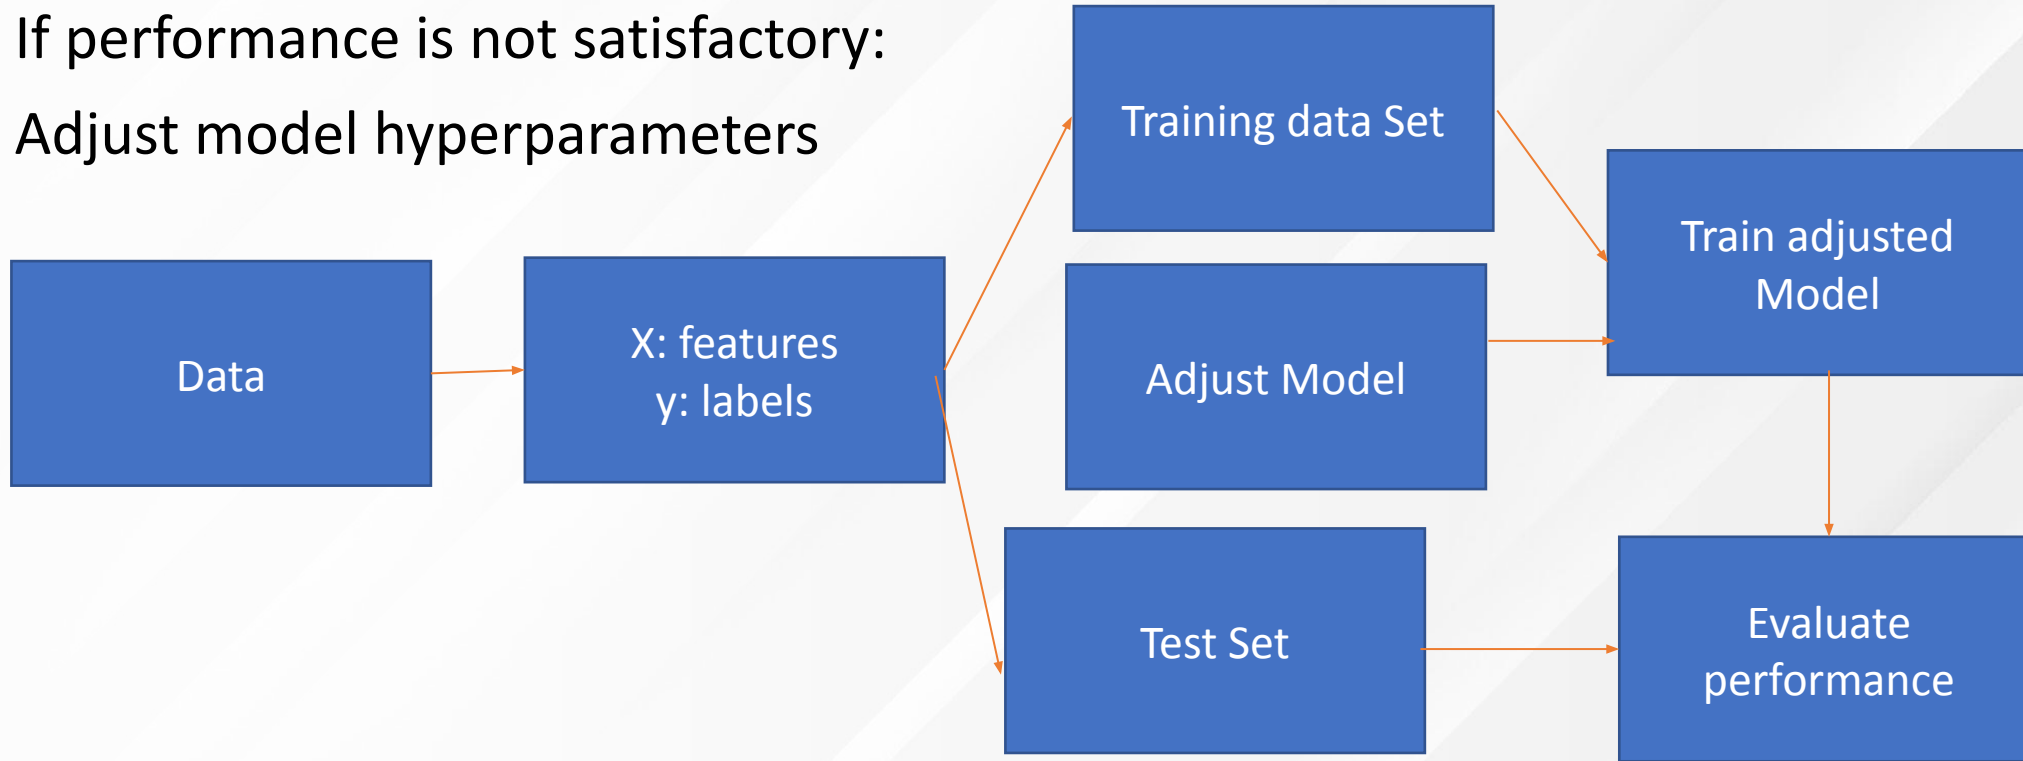 If performance is not satisfactory:
Adjust model hyperparameters
Data
X: features
y: labels
Training data Set
Adjust Model
Test Set
Train adjusted
Model
Evaluate
performance